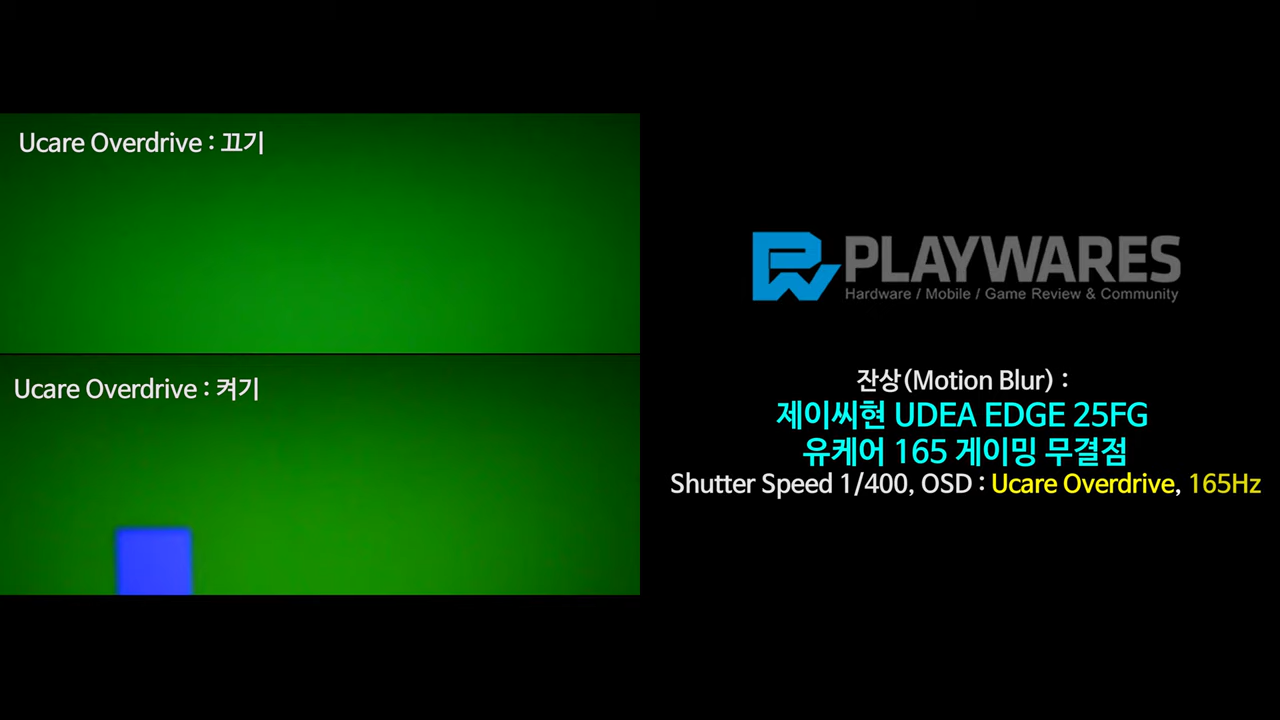 Ucare Overdrive : 끄기
Ucare Overdrive : 켜기
PLAYWARES
Hardware / Mobile / Game Review & Community
잔상(Motion Blur) :
제이씨현 UDEA EDGE 25FG
유케어 165 게이밍 무결점
Shutter Speed 1/400, OSD : Ucare Overdrive, 165Hz